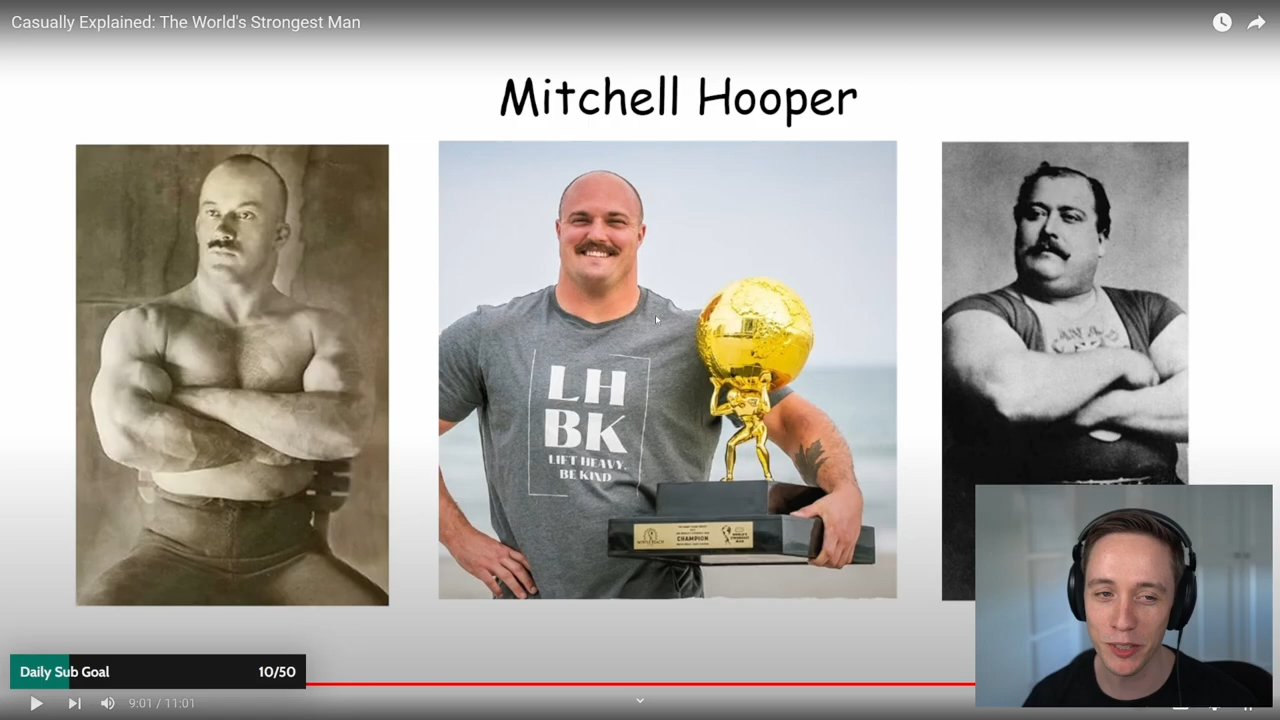 Casually Explained: The World's Strongest Man
Mitchell Hooper
LH
BK
LIFT HEAVY.
BE KIND
CHAMPION
Daily Sub Goal 10/50
9:01 / 11:01